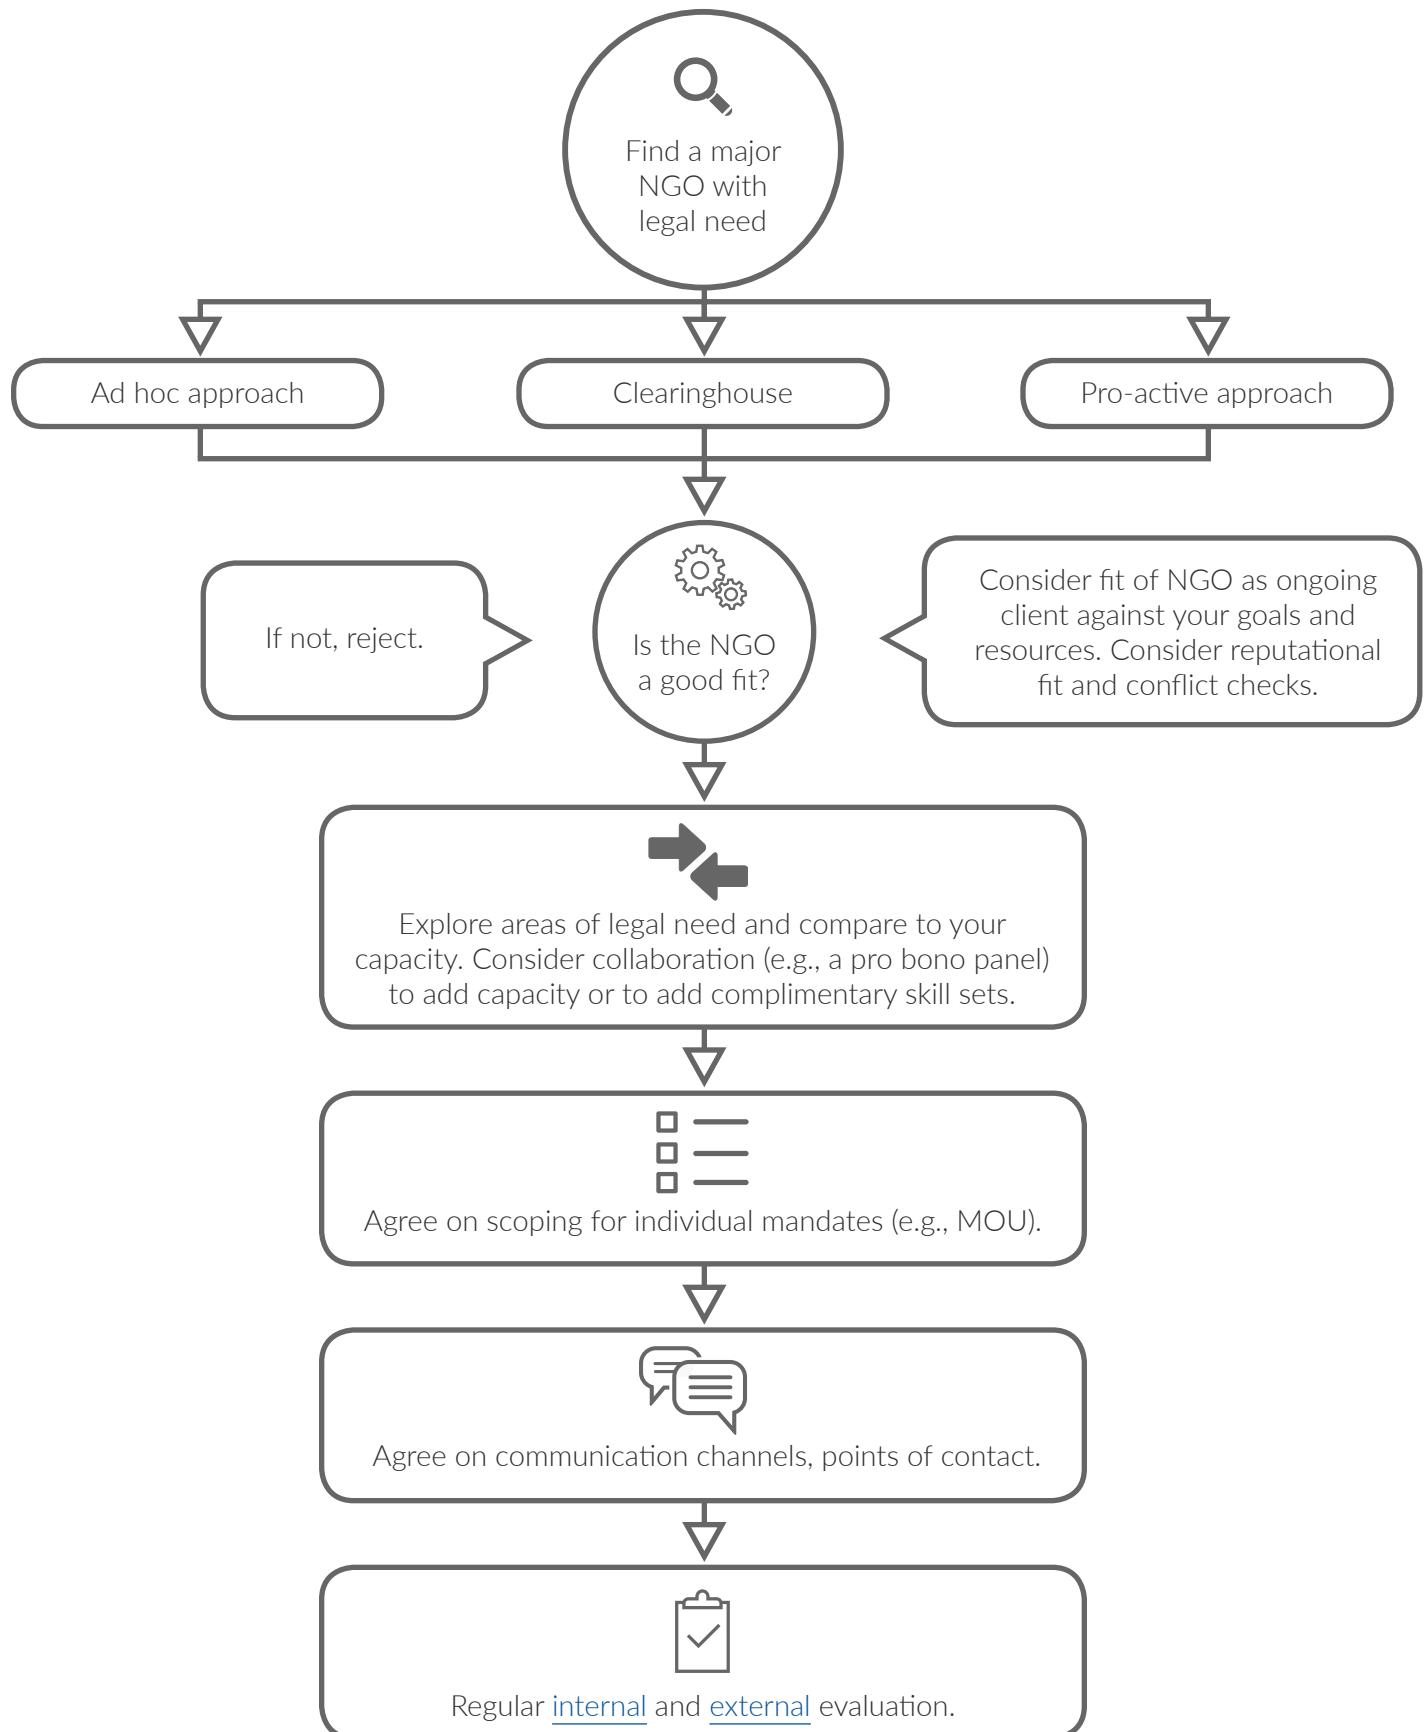 Find a major
NGO with
legal need
Ad hoc approach
Clearinghouse
Pro-active approach
If not, reject.
Is the NGO
a good fit?
Consider fit of NGO as ongoing
client against your goals and
resources. Consider reputational
fit and conflict checks.
Explore areas of legal need and compare to your
capacity. Consider collaboration (e.g., a pro bono panel)
to add capacity or to add complimentary skill sets.
Agree on scoping for individual mandates (e.g., MOU).
Agree on communication channels, points of contact.
Regular internal and external evaluation.